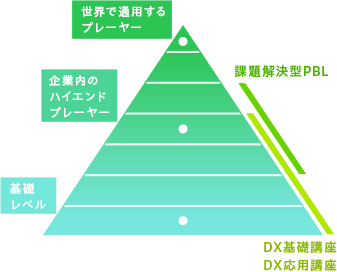 世界で通用する
プレーヤー
課題解決型PBL
企業内の
ハイエンド
プレーヤー
基礎
レベル
DX基礎講座
DX応用講座